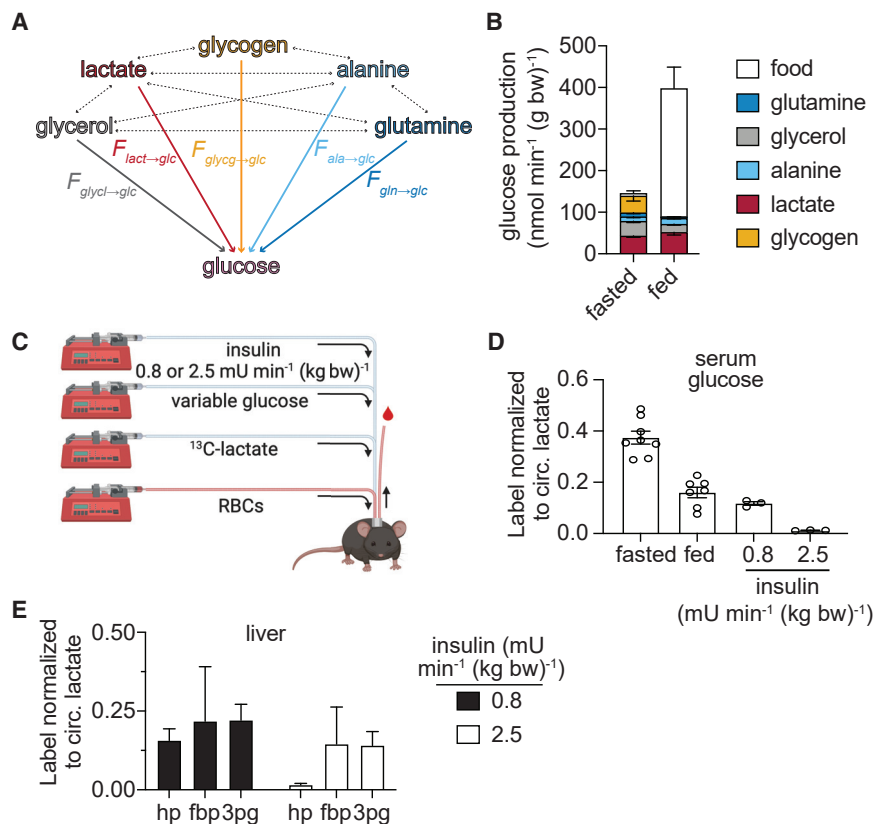 A
glycogen
lactate
alanine
glycerol
glutamine
F lact→glc
F glycg→glc
F ala→glc
F glycl→glc
F gln→glc
glucose
B
glucose production
(nmol min⁻¹ (g bw)⁻¹
500
400
300
200
100
0
fasted
fed
food
glutamine
glycerol
alanine
lactate
glycogen
C
insulin
0.8 or 2.5 mU min⁻¹ (kg bw)⁻¹
variable glucose
¹³C-lactate
RBCs
D
serum
glucose
Label normalized
to circ. lactate
0.6
0.4
0.2
0.0
fasted fed 0.8 2.5
insulin
(mU min⁻¹ (kg bw)⁻¹)
E
liver
Label normalized
to circ. lactate
0.50
0.25
0.00
hp fbp 3pg hp fbp 3pg
insulin (mU
min⁻¹ (kg bw)⁻¹)
0.8
2.5